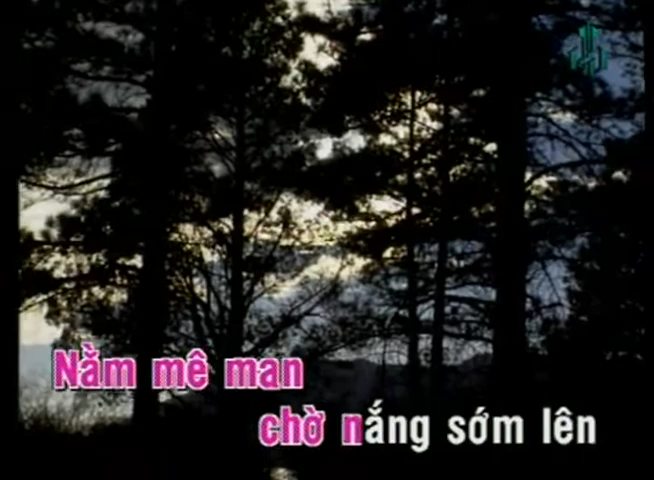 Nằm mê man
chờ nắng sớm lên